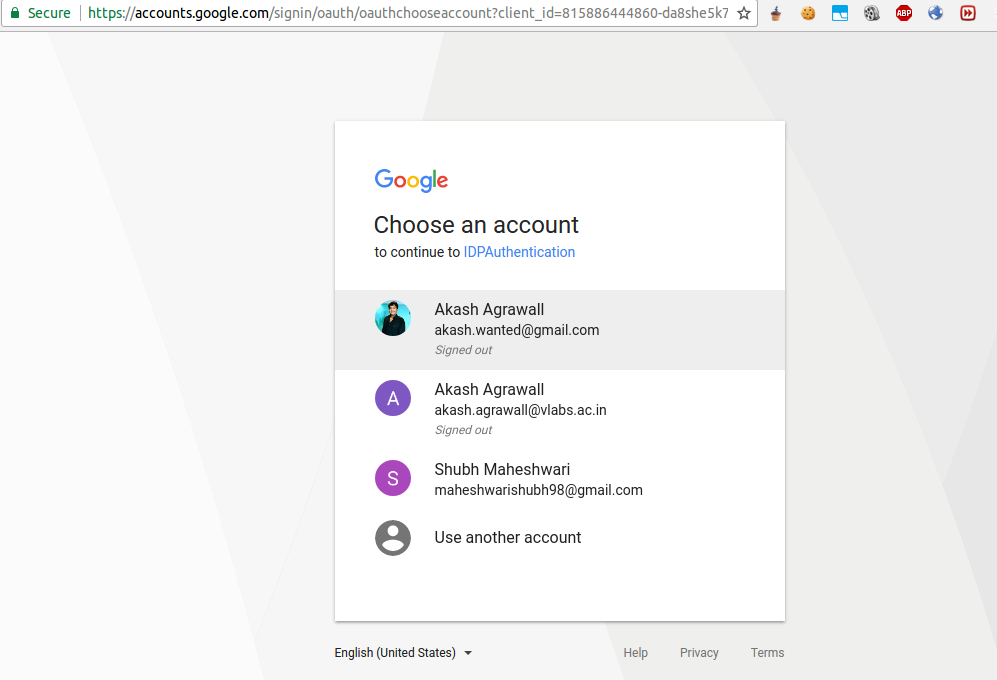 Secure https://accounts.google.com/signin/oauth/oauthchooseaccount?client_id=815886444860-da8she5k7
ABP
Google
Choose an account
to continue to IDPAuthentication
Akash Agrawall
akash.wanted@gmail.com
Signed out
A
Akash Agrawall
akash.agrawall@vlabs.ac.in
Signed out
S
Shubh Maheshwari
maheshwarishubh98@gmail.com
Use another account
English (United States)
Help Privacy Terms